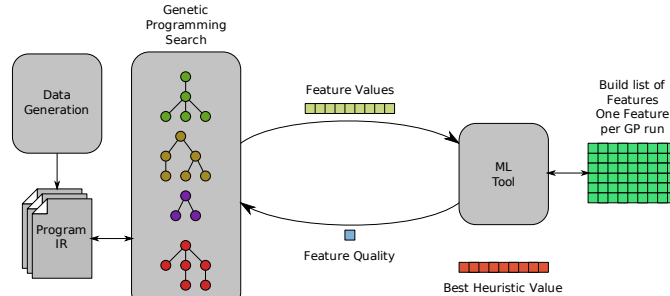 Genetic
Programming
Search
Data
Generation
Program
IR
Feature Values
Feature Quality
ML
Tool
Build list of
Features
One Feature
per GP run
Best Heuristic Value